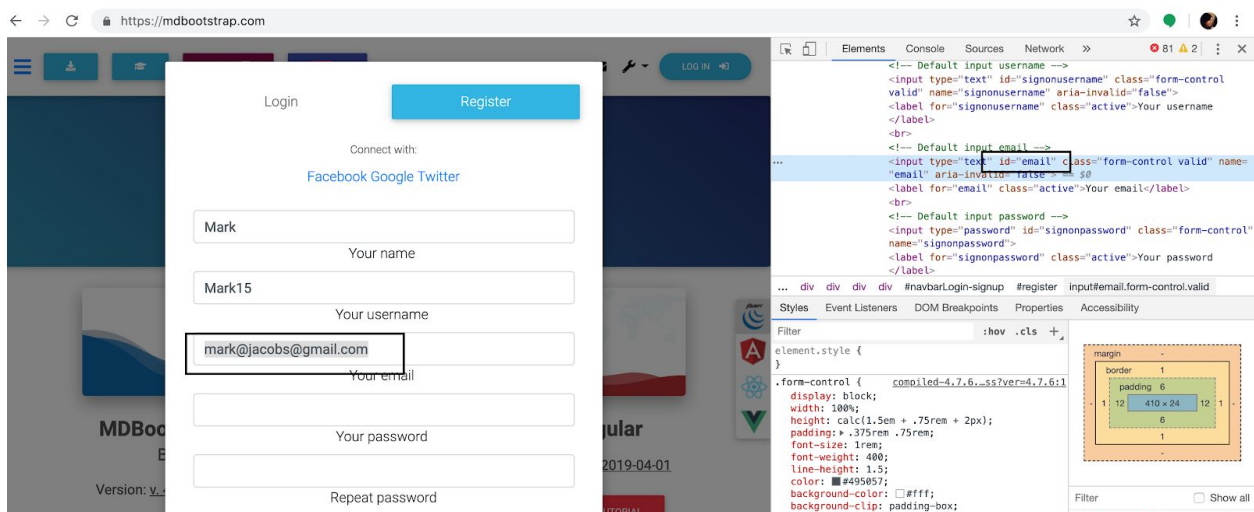 https://mdbootstrap.com
LOG IN
Login
Register
Connect with:
Facebook Google Twitter
Mark
Your name
Mark15
Your username
mark@jacobs@gmail.com
Your email
Your password
Repeat password
MDBoo
B
Version: v. 4
gular
2019-04-01
TUTORIAL
Elements Console Sources Network »
81 2
<!-- Default input username -->
<input type="text" id="signonusername" class="form-control
valid" name="signonusername" aria-invalid="false">
<label for="signonusername" class="active">Your username
</label>
<br>
<!-- Default input email -->
... <input type="text" id="email" class="form-control valid" name=
"email" aria-invalid="false"> == $0
<label for="email" class="active">Your email</label>
<br>
<!-- Default input password -->
<input type="password" id="signonpassword" class="form-control"
name="signonpassword">
<label for="signonpassword" class="active">Your password
</label>
... div div div div #navbarLogin-signup #register input#email.form-control.valid
Styles Event Listeners DOM Breakpoints Properties Accessibility
Filter :hov .cls +
element.style {
}
.form-control { compiled-4.7.6.…ss?ver=4.7.6:1
display: block;
width: 100%;
height: calc(1.5em + .75rem + 2px);
padding: .375rem .75rem;
font-size: 1rem;
font-weight: 400;
line-height: 1.5;
color: #495057;
background-color: #fff;
background-clip: padding-box;
margin -
border 1
padding 6
- 1 12 410 × 24 12 1 -
6
1
-
Filter Show all